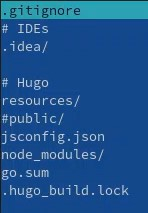 .gitignore
# IDEs
.idea/

# Hugo
resources/
#public/
jsconfig.json
node_modules/
go.sum
.hugo_build.lock